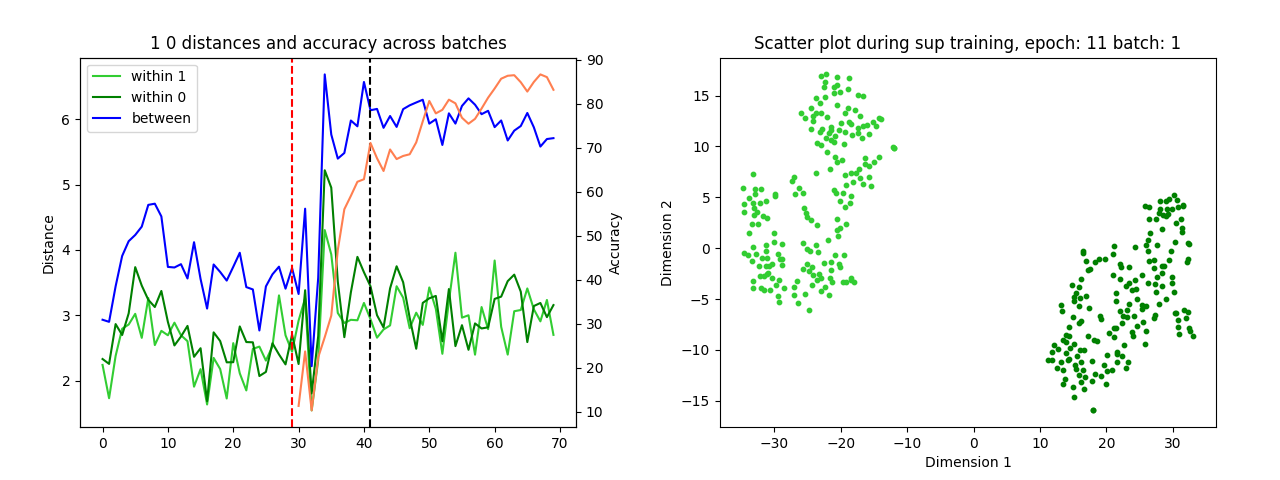 1 0 distances and accuracy across batches
within 1
within 0
between
Distance
6
5
4
3
2
90
80
70
60
50
40
30
20
10
Accuracy
0 10 20 30 40 50 60 70
Scatter plot during sup training, epoch: 11 batch: 1
Dimension 2
15
10
5
0
−5
−10
−15
−30 −20 −10 0 10 20 30
Dimension 1